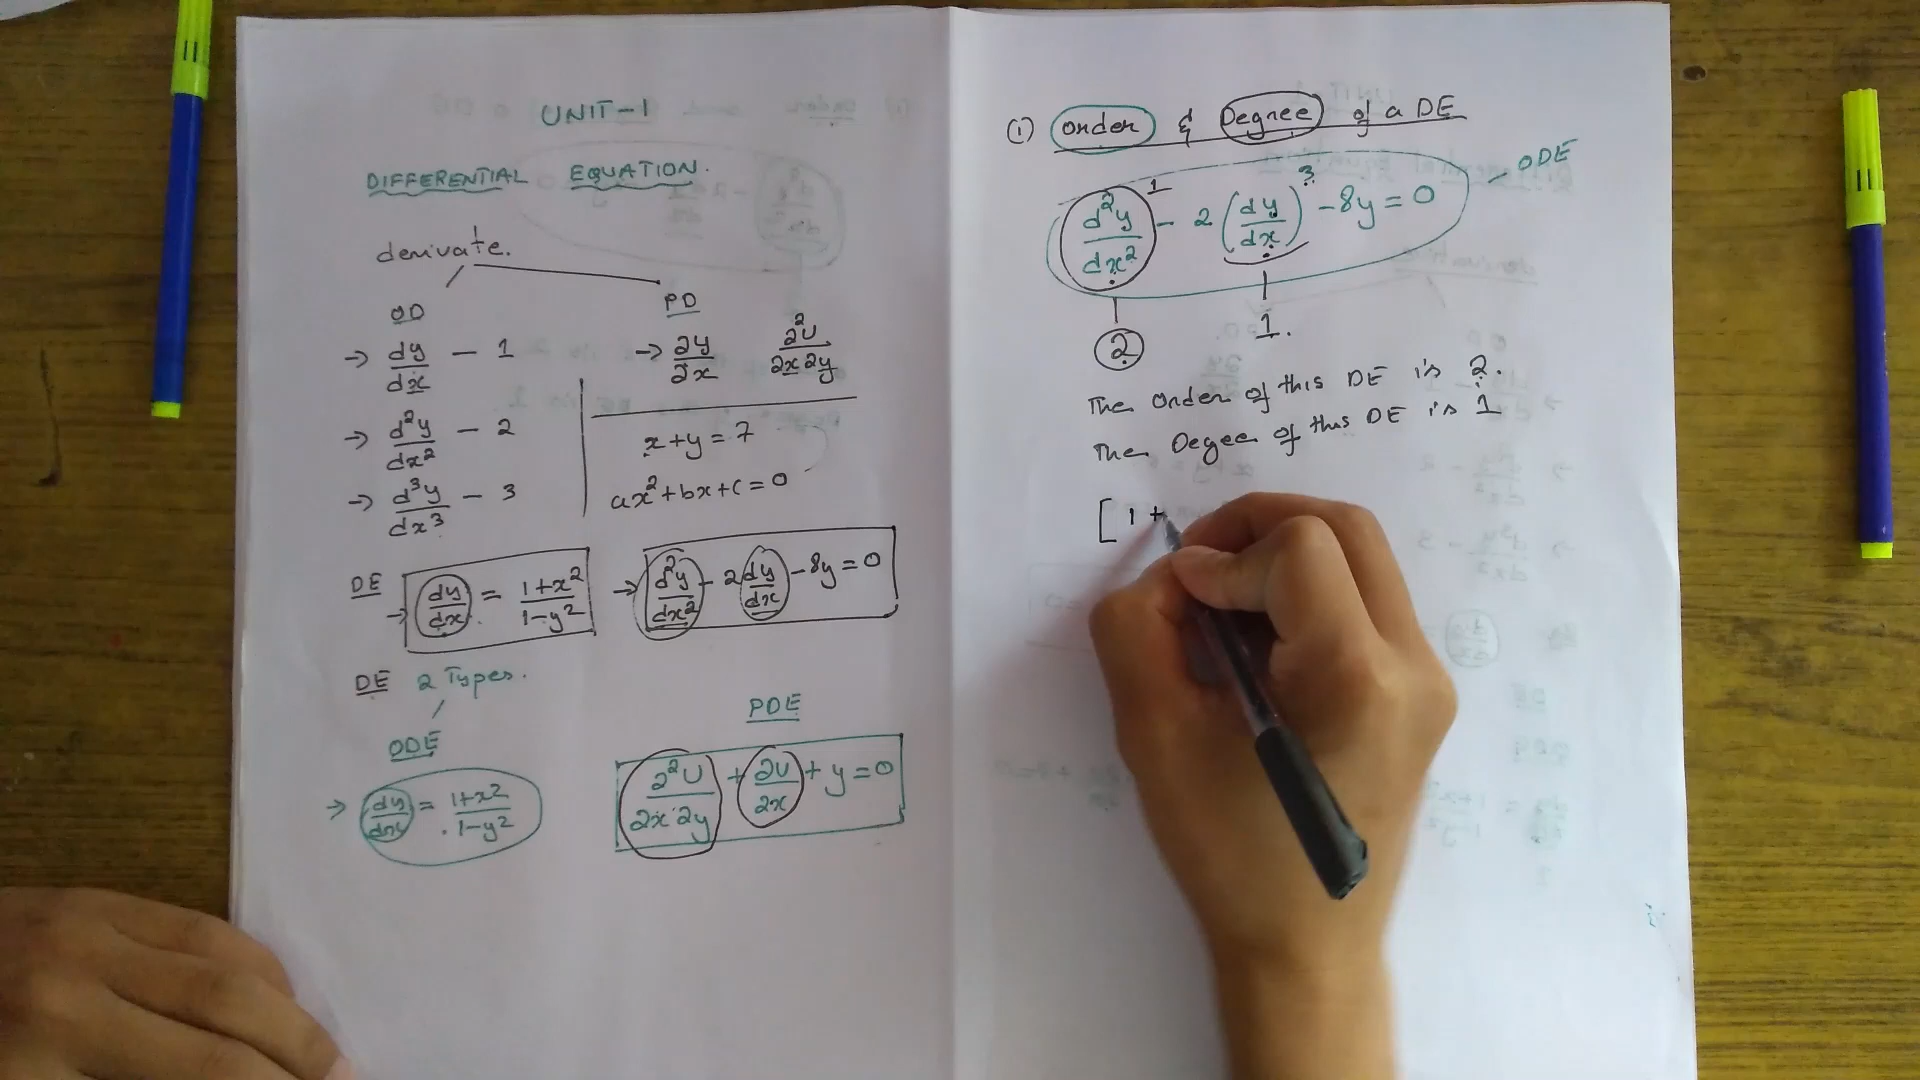 UNIT-1
DIFFERENTIAL EQUATION.
derivate.
OD
PD
→ dy/dx - 1
→ d²y/dx² - 2
→ d³y/dx³ - 3
→ ∂y/∂x ∂²U/∂x∂y
x+y=7
ax²+bx+c=0
DE → dy/dx = 1+x²/1-y²
→ d²y/dx² - 2 dy/dx - 8y = 0
DE 2 Types.
ODE
→ dy/dx = 1+x²/1-y²
PDE
∂²U/∂x∂y + ∂U/∂x + y = 0
(1) Order & Degree of a DE
d²y/dx² 1 - 2(dy/dx)³ - 8y = 0 - ODE
2 1.
The Order of this DE is 2.
The Degee of this DE is 1
[1+